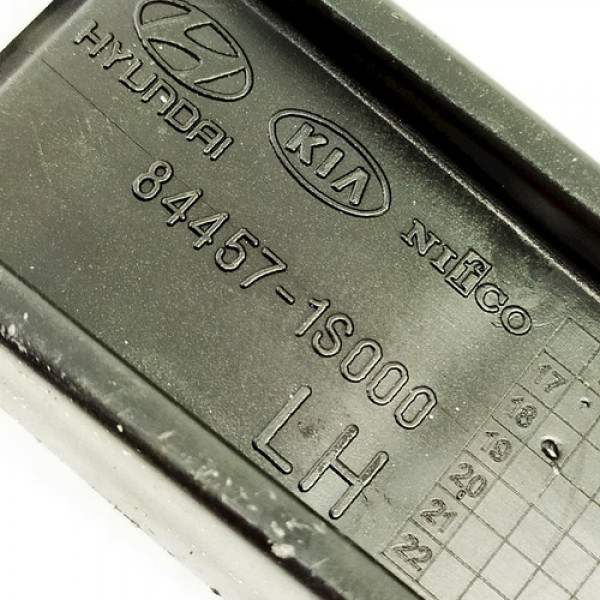 HYUNDAI
KIA
NIfCO
84457-1S000
LH
17
18
19
20
21
22